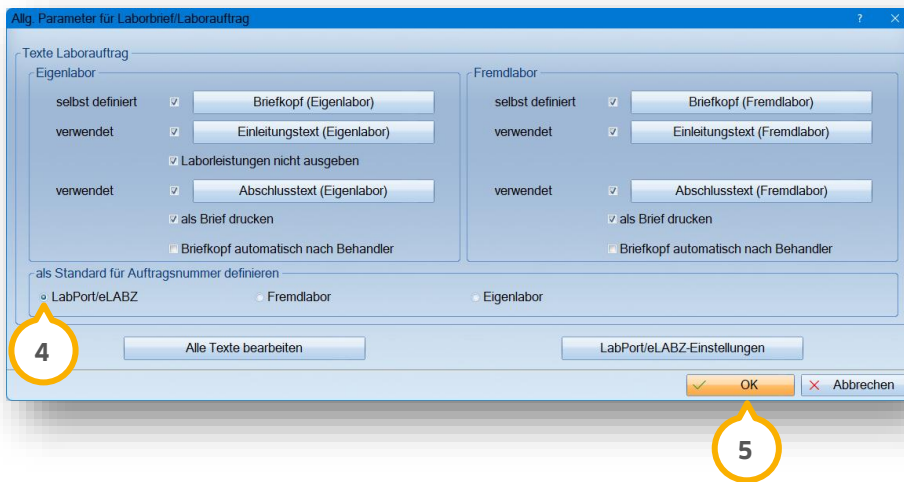 Allg. Parameter für Laborbrief/Laborauftrag ? ×
Texte Laborauftrag
Eigenlabor
selbst definiert Briefkopf (Eigenlabor)
verwendet Einleitungstext (Eigenlabor)
Laborleistungen nicht ausgeben
verwendet Abschlusstext (Eigenlabor)
als Brief drucken
Briefkopf automatisch nach Behandler
Fremdlabor
selbst definiert Briefkopf (Fremdlabor)
verwendet Einleitungstext (Fremdlabor)
verwendet Abschlusstext (Fremdlabor)
als Brief drucken
Briefkopf automatisch nach Behandler
als Standard für Auftragsnummer definieren
LabPort/eLABZ Fremdlabor Eigenlabor
4
Alle Texte bearbeiten LabPort/eLABZ-Einstellungen
OK Abbrechen
5